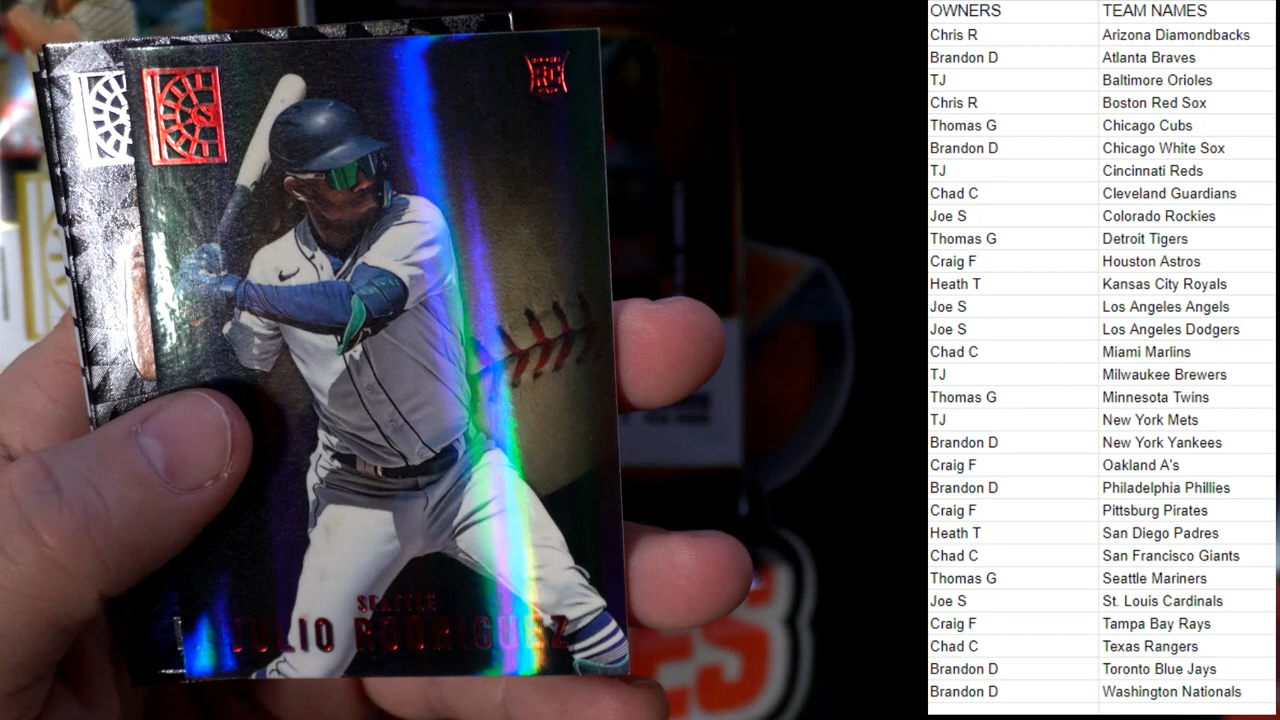 RC
SEATTLE
JULIO RODRIGUEZ
OWNERS TEAM NAMES
Chris R Arizona Diamondbacks
Brandon D Atlanta Braves
TJ Baltimore Orioles
Chris R Boston Red Sox
Thomas G Chicago Cubs
Brandon D Chicago White Sox
TJ Cincinnati Reds
Chad C Cleveland Guardians
Joe S Colorado Rockies
Thomas G Detroit Tigers
Craig F Houston Astros
Heath T Kansas City Royals
Joe S Los Angeles Angels
Joe S Los Angeles Dodgers
Chad C Miami Marlins
TJ Milwaukee Brewers
Thomas G Minnesota Twins
TJ New York Mets
Brandon D New York Yankees
Craig F Oakland A's
Brandon D Philadelphia Phillies
Craig F Pittsburg Pirates
Heath T San Diego Padres
Chad C San Francisco Giants
Thomas G Seattle Mariners
Joe S St. Louis Cardinals
Craig F Tampa Bay Rays
Chad C Texas Rangers
Brandon D Toronto Blue Jays
Brandon D Washington Nationals